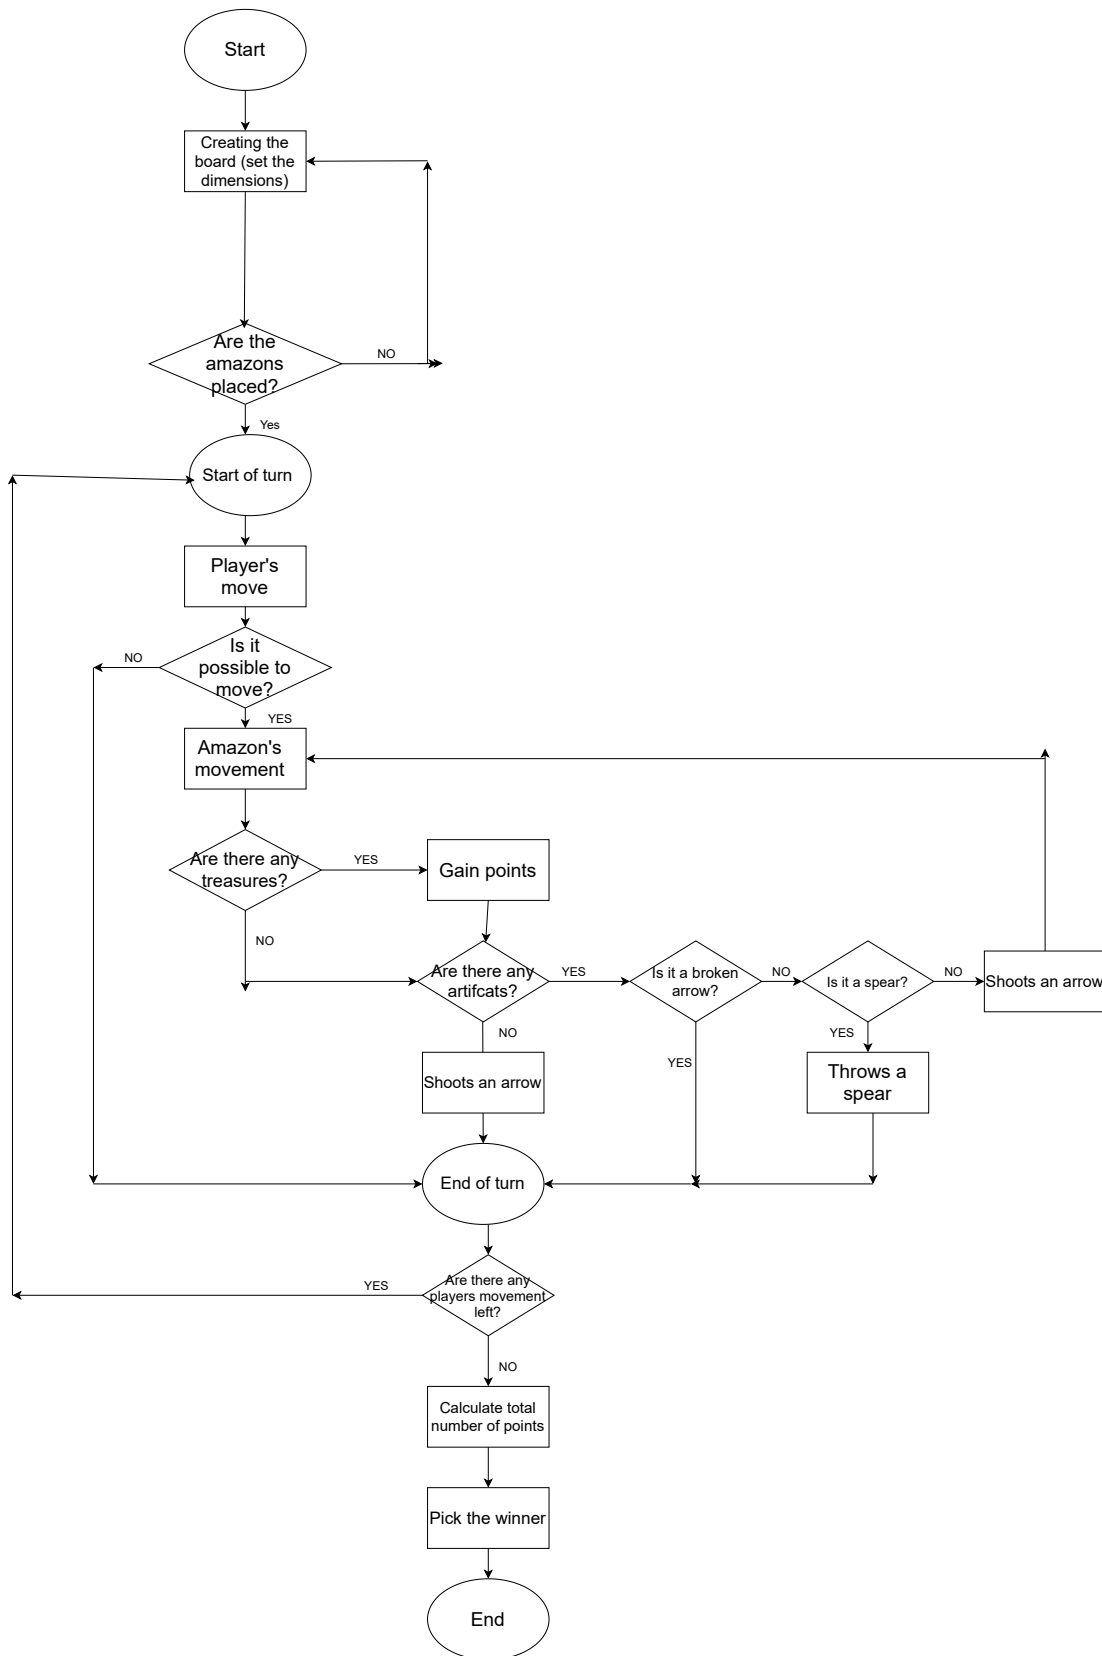 Start
Creating the
board (set the
dimensions)
Are the
amazons
placed?
NO
Yes
Start of turn
Player's
move
Is it
possible to
move?
NO
YES
Amazon's
movement
Are there any
treasures?
YES
Gain points
NO
Are there any
artifcats?
YES
Is it a broken
arrow?
NO
Is it a spear?
NO
Shoots an arrow
NO
YES
YES
Shoots an arrow
Throws a
spear
End of turn
Are there any
players movement
left?
YES
NO
Calculate total
number of points
Pick the winner
End